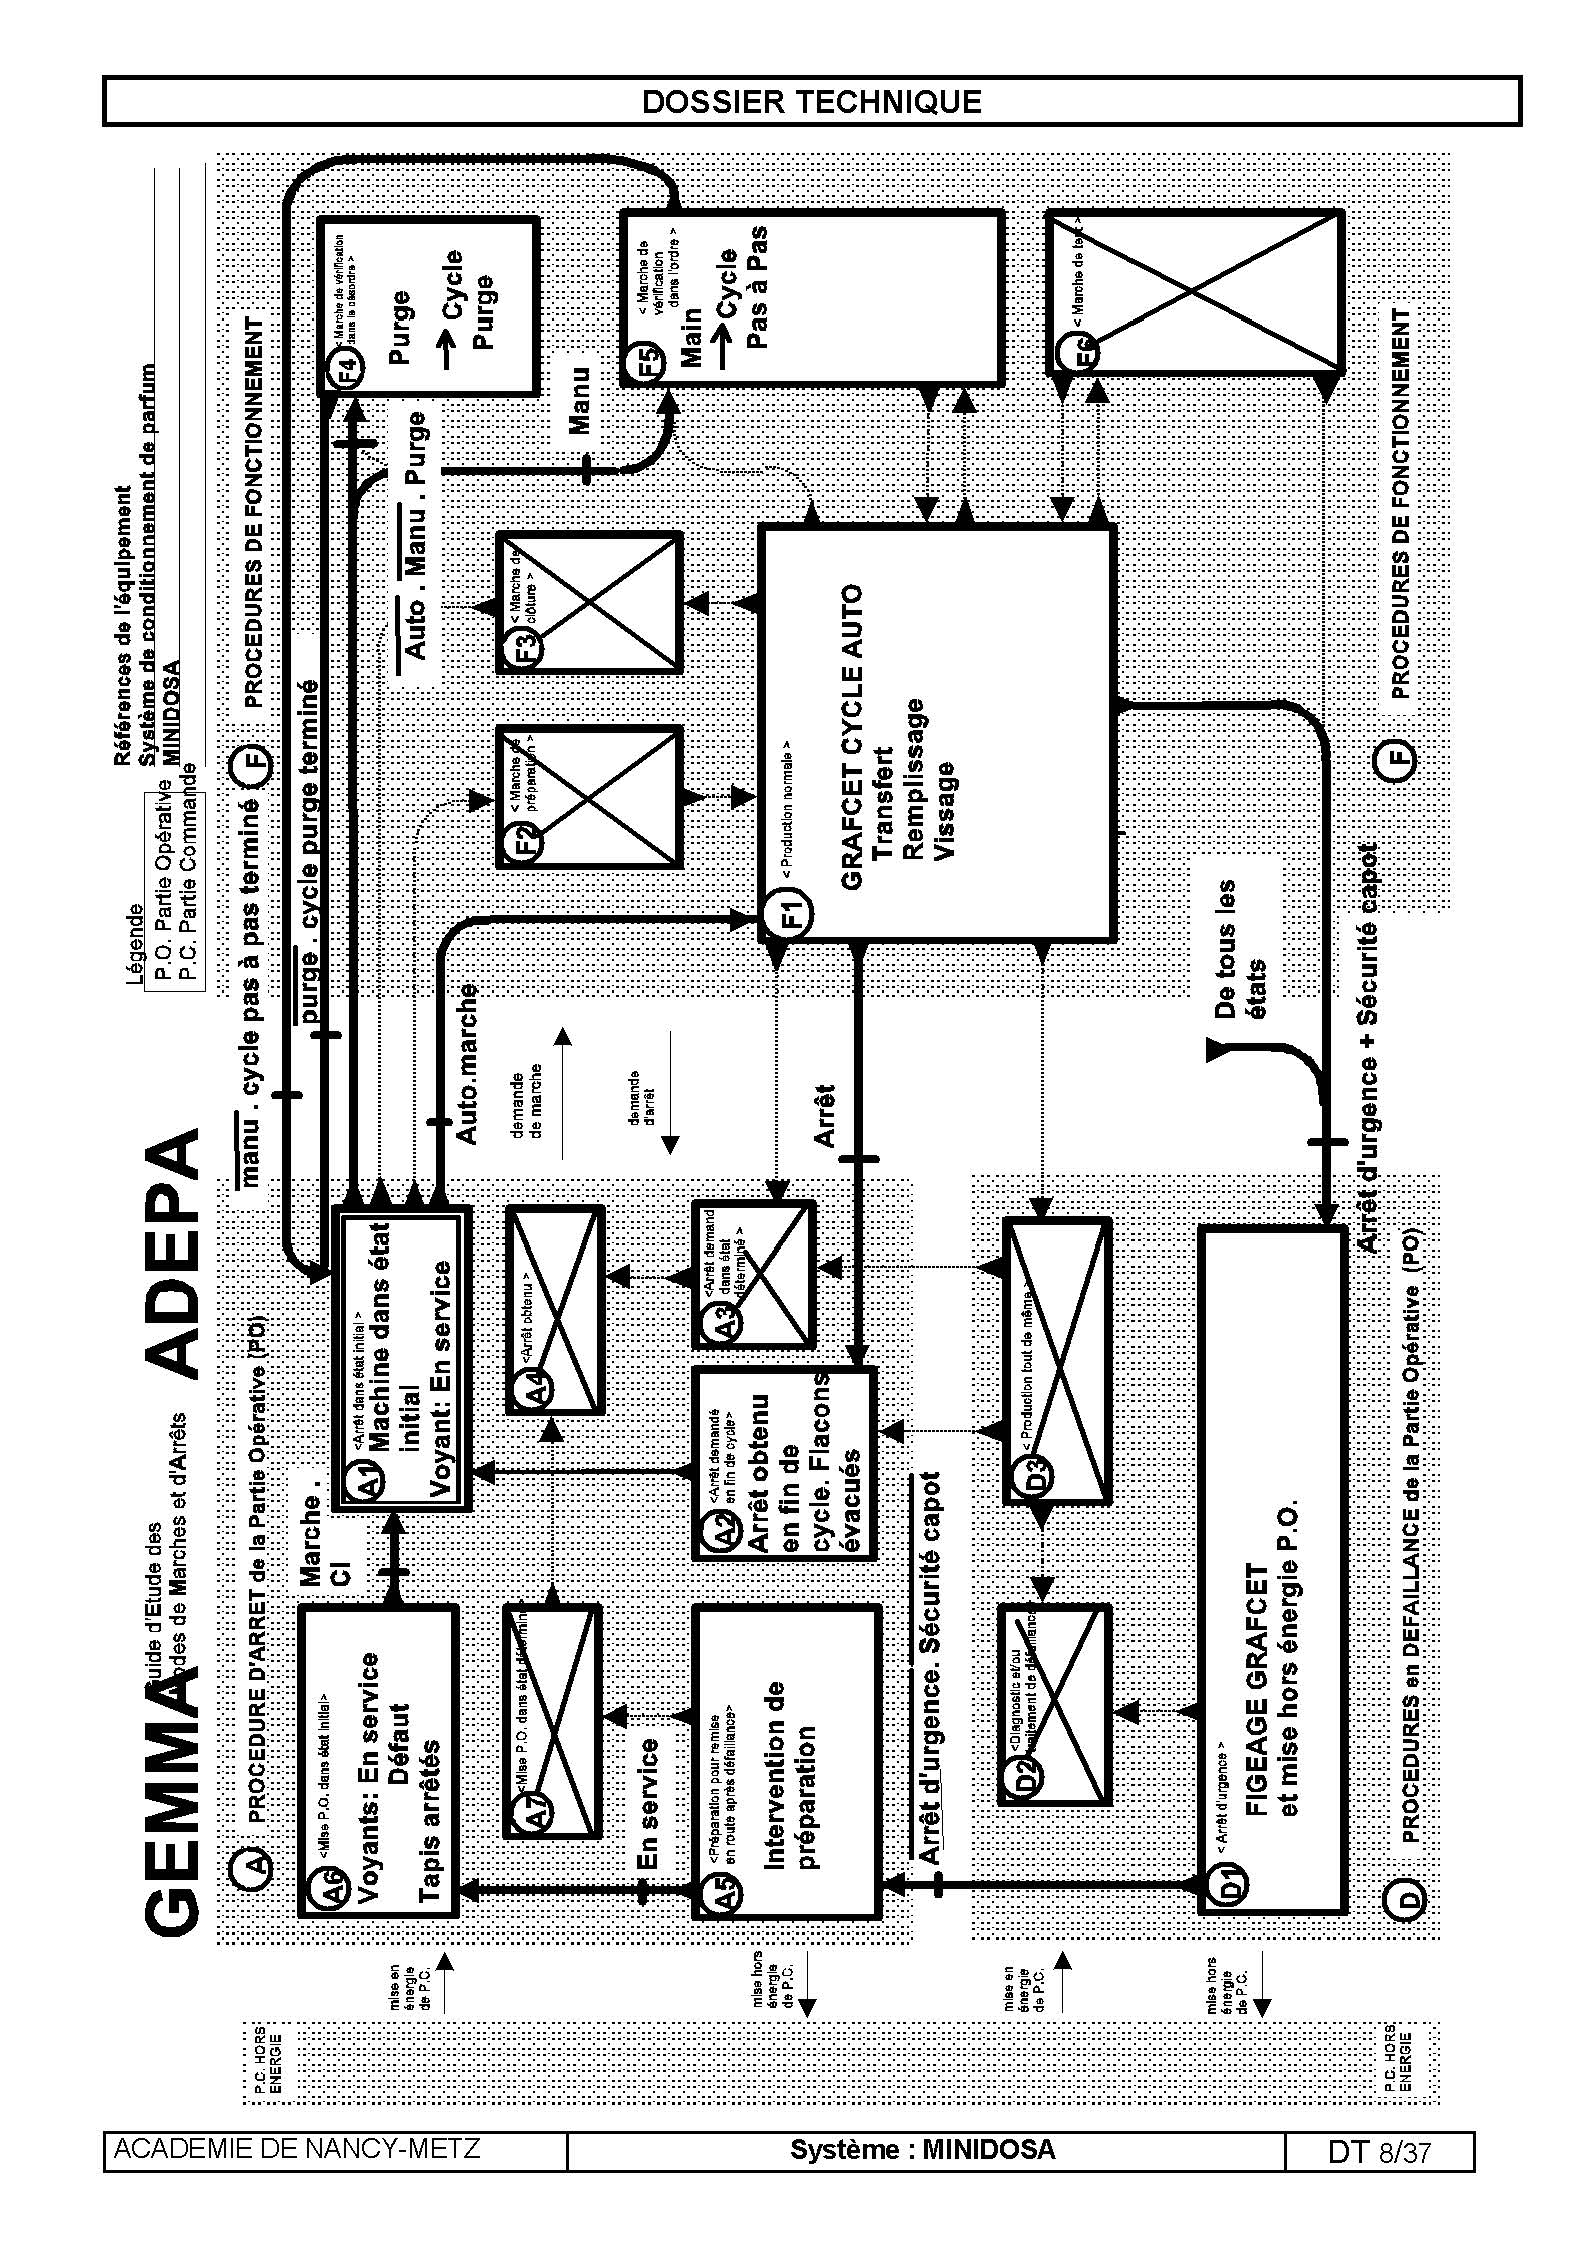 DOSSIER TECHNIQUE
GEMMA
Guide d'Etude des
Modes de Marches et d'Arrêts
ADEPA
Légende
P.O. Partie Opérative
P.C. Partie Commande
Références de l'équipement
Système de conditionnement de parfum
MINIDOSA
P.C. HORS
ENERGIE
mise en
énergie
de P.C.
mise hors
énergie
de P.C.
mise en
énergie
de P.C.
mise hors
énergie
de P.C.
P.C. HORS
ENERGIE
A
PROCEDURE D'ARRET de la Partie Opérative (PO)
A6
<Mise P.O. dans état initial>
Voyants: En service
Défaut
Tapis arrêtés
Marche .
CI
A1
<Arrêt dans état initial >
Machine dans état
initial
Voyant: En service
A7
<Mise P.O. dans état déterminé>
A4
<Arrêt obtenu >
En service
A5
<Préparation pour remise
en route après défaillance>
Intervention de
préparation
A2
<Arrêt demandé
en fin de cycle>
Arrêt obtenu
en fin de
cycle. Flacons
évacués
A3
<Arrêt demand
dans état
déterminé >
Arrêt d'urgence. Sécurité capot
D2
<Diagnostic et/ou
traitement de défaillance>
D3
< Production tout de même >
D1
< Arrêt d'urgence >
FIGEAGE GRAFCET
et mise hors énergie P.O.
D
PROCEDURES en DEFAILLANCE de la Partie Opérative (PO)
manu . cycle pas à pas terminé
purge . cycle purge terminé
Auto.marche
demande
de marche
demande
d'arrêt
Arrêt
De tous les
états
Arrêt d'urgence + Sécurité capot
F
PROCEDURES DE FONCTIONNEMENT
F2
< Marche de
préparation >
F3
< Marche de
clôture >
Auto . Manu . Purge
Manu
F4
< Marche de vérification
dans le désordre >
Purge
Cycle
Purge
F5
< Marche de
vérification
dans l'ordre >
Main
Cycle
Pas à Pas
F6
< Marche de test >
F1
< Production normale >
GRAFCET CYCLE AUTO
Transfert
Remplissage
Vissage
F
PROCEDURES DE FONCTIONNEMENT
ACADEMIE DE NANCY-METZ
Système : MINIDOSA
DT 8/37